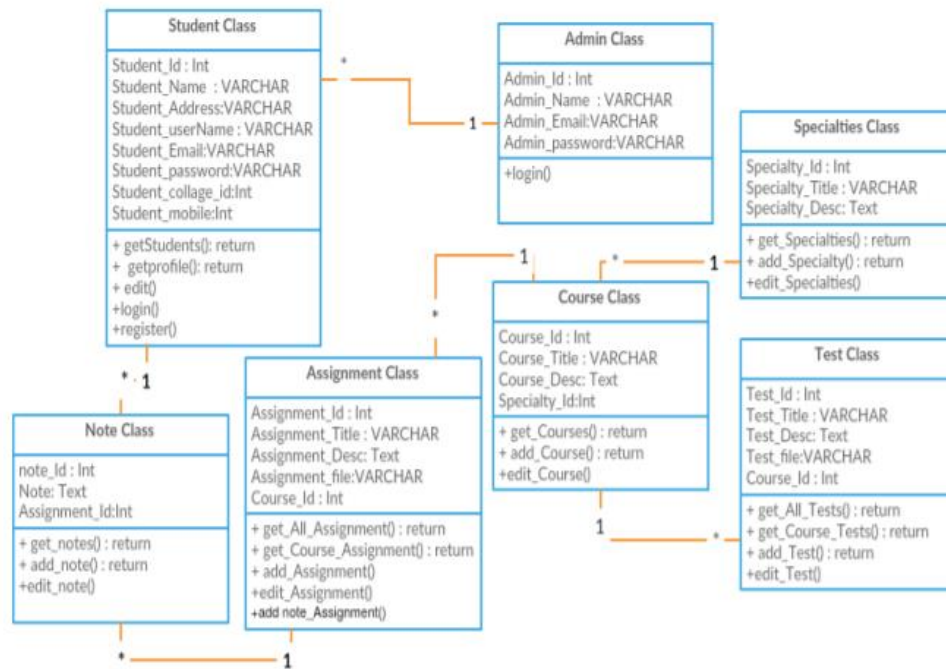 Student Class
Student_Id : Int
Student_Name : VARCHAR
Student_Address:VARCHAR
Student_userName : VARCHAR
Student_Email:VARCHAR
Student_password:VARCHAR
Student_collage_id:Int
Student_mobile:Int
+ getStudents(): return
+ getprofile(): return
+ edit()
+login()
+register()
*
1
Admin Class
Admin_Id : Int
Admin_Name : VARCHAR
Admin_Email:VARCHAR
Admin_password:VARCHAR
+login()
Specialties Class
Specialty_Id : Int
Specialty_Title : VARCHAR
Specialty_Desc: Text
+ get_Specialties() : return
+ add_Specialty() : return
+edit_Specialties()
* 1
1
*
Course Class
Course_Id : Int
Course_Title : VARCHAR
Course_Desc: Text
Specialty_Id:Int
+ get_Courses() : return
+ add_Course() : return
+edit_Course()
* · 1
Assignment Class
Assignment_Id : Int
Assignment_Title : VARCHAR
Assignment_Desc: Text
Assignment_file:VARCHAR
Course_Id : Int
+ get_All_Assignment() : return
+ get_Course_Assignment() : return
+ add_Assignment()
+edit_Assignment()
+add note_Assignment()
Test Class
Test_Id : Int
Test_Title : VARCHAR
Test_Desc: Text
Test_file:VARCHAR
Course_Id : Int
+ get_All_Tests() : return
+ get_Course_Tests() : return
+ add_Test() : return
+edit_Test()
1
*
Note Class
note_Id : Int
Note: Text
Assignment_Id:Int
+ get_notes() : return
+ add_note() : return
+edit_note()
* 1